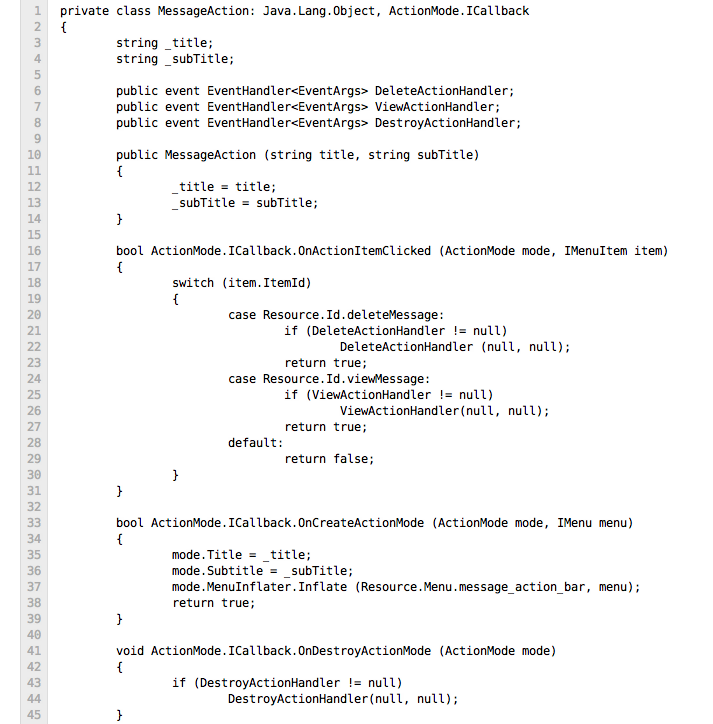 1 private class MessageAction: Java.Lang.Object, ActionMode.ICallback
2 {
3 string _title;
4 string _subTitle;
5
6 public event EventHandler<EventArgs> DeleteActionHandler;
7 public event EventHandler<EventArgs> ViewActionHandler;
8 public event EventHandler<EventArgs> DestroyActionHandler;
9
10 public MessageAction (string title, string subTitle)
11 {
12 _title = title;
13 _subTitle = subTitle;
14 }
15
16 bool ActionMode.ICallback.OnActionItemClicked (ActionMode mode, IMenuItem item)
17 {
18 switch (item.ItemId)
19 {
20 case Resource.Id.deleteMessage:
21 if (DeleteActionHandler != null)
22 DeleteActionHandler (null, null);
23 return true;
24 case Resource.Id.viewMessage:
25 if (ViewActionHandler != null)
26 ViewActionHandler(null, null);
27 return true;
28 default:
29 return false;
30 }
31 }
32
33 bool ActionMode.ICallback.OnCreateActionMode (ActionMode mode, IMenu menu)
34 {
35 mode.Title = _title;
36 mode.Subtitle = _subTitle;
37 mode.MenuInflater.Inflate (Resource.Menu.message_action_bar, menu);
38 return true;
39 }
40
41 void ActionMode.ICallback.OnDestroyActionMode (ActionMode mode)
42 {
43 if (DestroyActionHandler != null)
44 DestroyActionHandler(null, null);
45 }